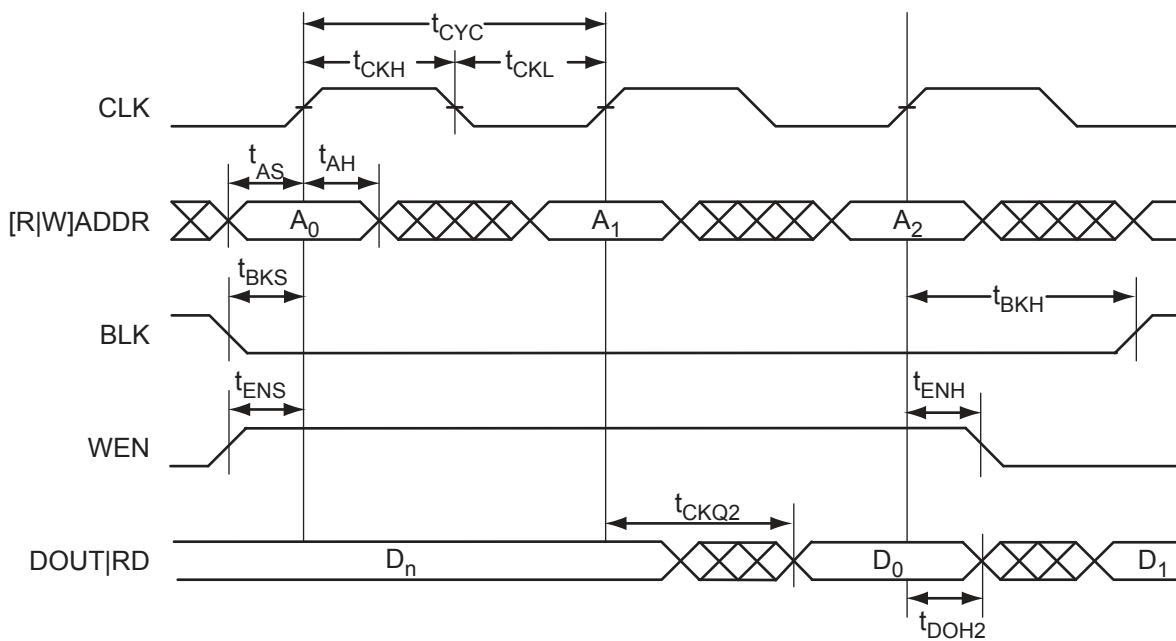 tCYC
tCKH tCKL
CLK
tAS tAH
[R|W]ADDR A0 A1 A2
tBKS tBKH
BLK
tENS tENH
WEN
tCKQ2
DOUT|RD Dn D0 D1
tDOH2